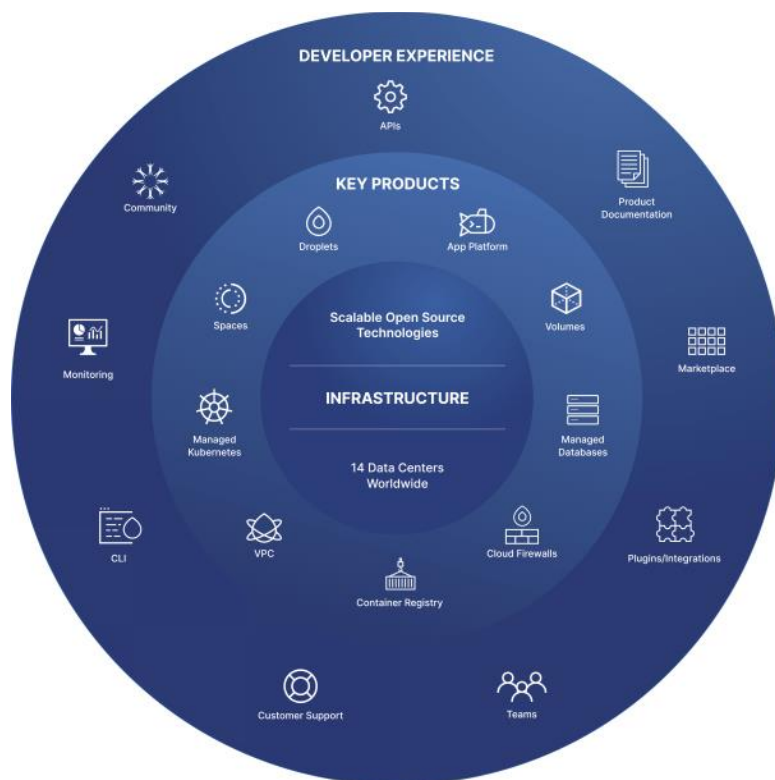 DEVELOPER EXPERIENCE
APIs
Community
Product
Documentation
KEY PRODUCTS
Droplets
App Platform
Spaces
Volumes
Scalable Open Source
Technologies
Monitoring
Marketplace
INFRASTRUCTURE
Managed
Kubernetes
Managed
Databases
14 Data Centers
Worldwide
CLI
VPC
Cloud Firewalls
Plugins/Integrations
Container Registry
Customer Support
Teams